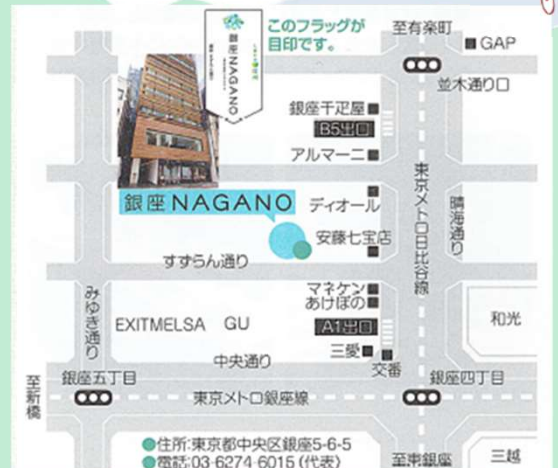 このフラッグが
目印です。
銀座NAGANO
至有楽町
GAP
並木通り口
銀座千疋屋
B5出口
アルマーニ
銀座NAGANO
ディオール
安藤七宝店
すずらん通り
東京メトロ日比谷線
晴海通り
みゆき通り
EXITMELSA GU
マネケン
あけぼの
A1出口
和光
三愛
交番
中央通り
至新橋
銀座五丁目
銀座四丁目
東京メトロ銀座線
●住所:東京都中央区銀座5-6-5
●電話:03-6274-6015(代表)
至東銀座
三越